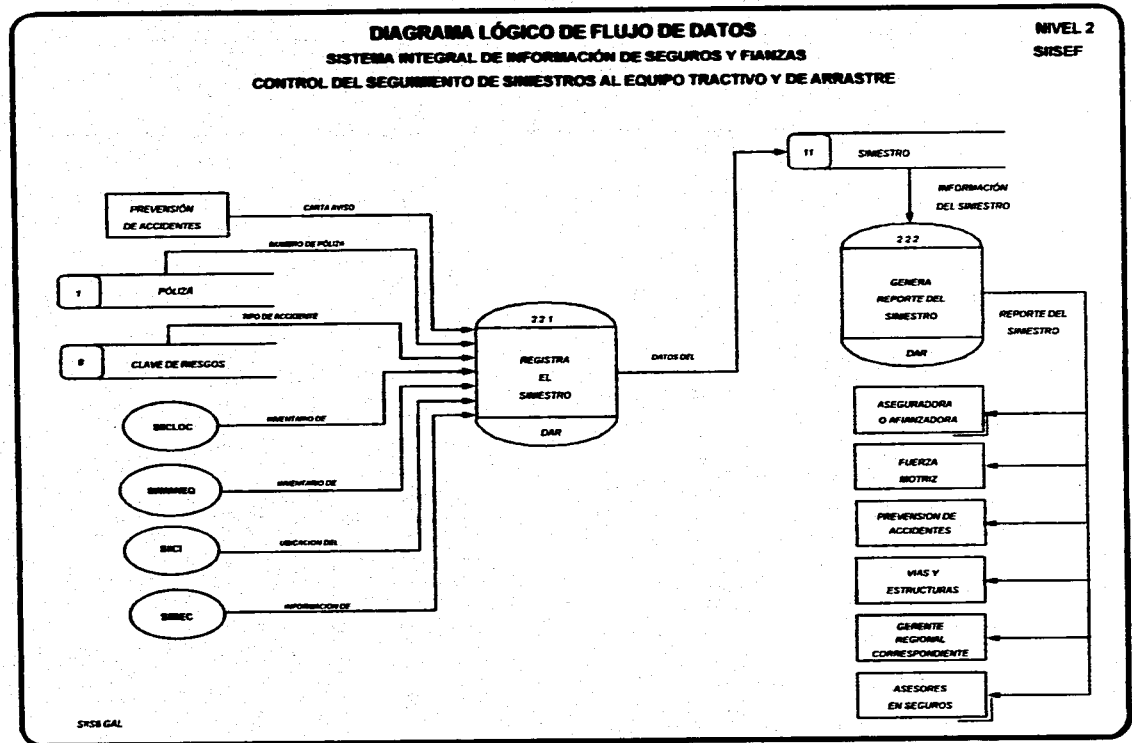 DIAGRAMA LÓGICO DE FLUJO DE DATOS
SISTEMA INTEGRAL DE INFORMACIÓN DE SEGUROS Y FIANZAS
CONTROL DEL SEGUIMIENTO DE SINIESTROS AL EQUIPO TRACTIVO Y DE ARRASTRE
NIVEL 2
SIISEF
11
SINIESTRO
INFORMACIÓN
DEL SINIESTRO
PREVENSIÓN
DE ACCIDENTES
CARTA AVISO
NUMERO DE PÓLIZA
1
PÓLIZA
TIPO DE ACCIDENTE
CLAVE DE RIESGOS
SIICLOC
INVENTARIO DE
INVENTARIO DE
SIICI
UBICACION DEL
INFORMACION DE
2 2 1
REGISTRA
EL
SINIESTRO
DAR
DATOS DEL
2 2 2
GENERA
REPORTE DEL
SINIESTRO
DAR
REPORTE DEL
SINIESTRO
ASEGURADORA
O AFIANZADORA
FUERZA
MOTRIZ
PREVENSION DE
ACCIDENTES
VIAS Y
ESTRUCTURAS
GERENTE
REGIONAL
CORRESPONDIENTE
ASESORES
EN SEGUROS
GAL